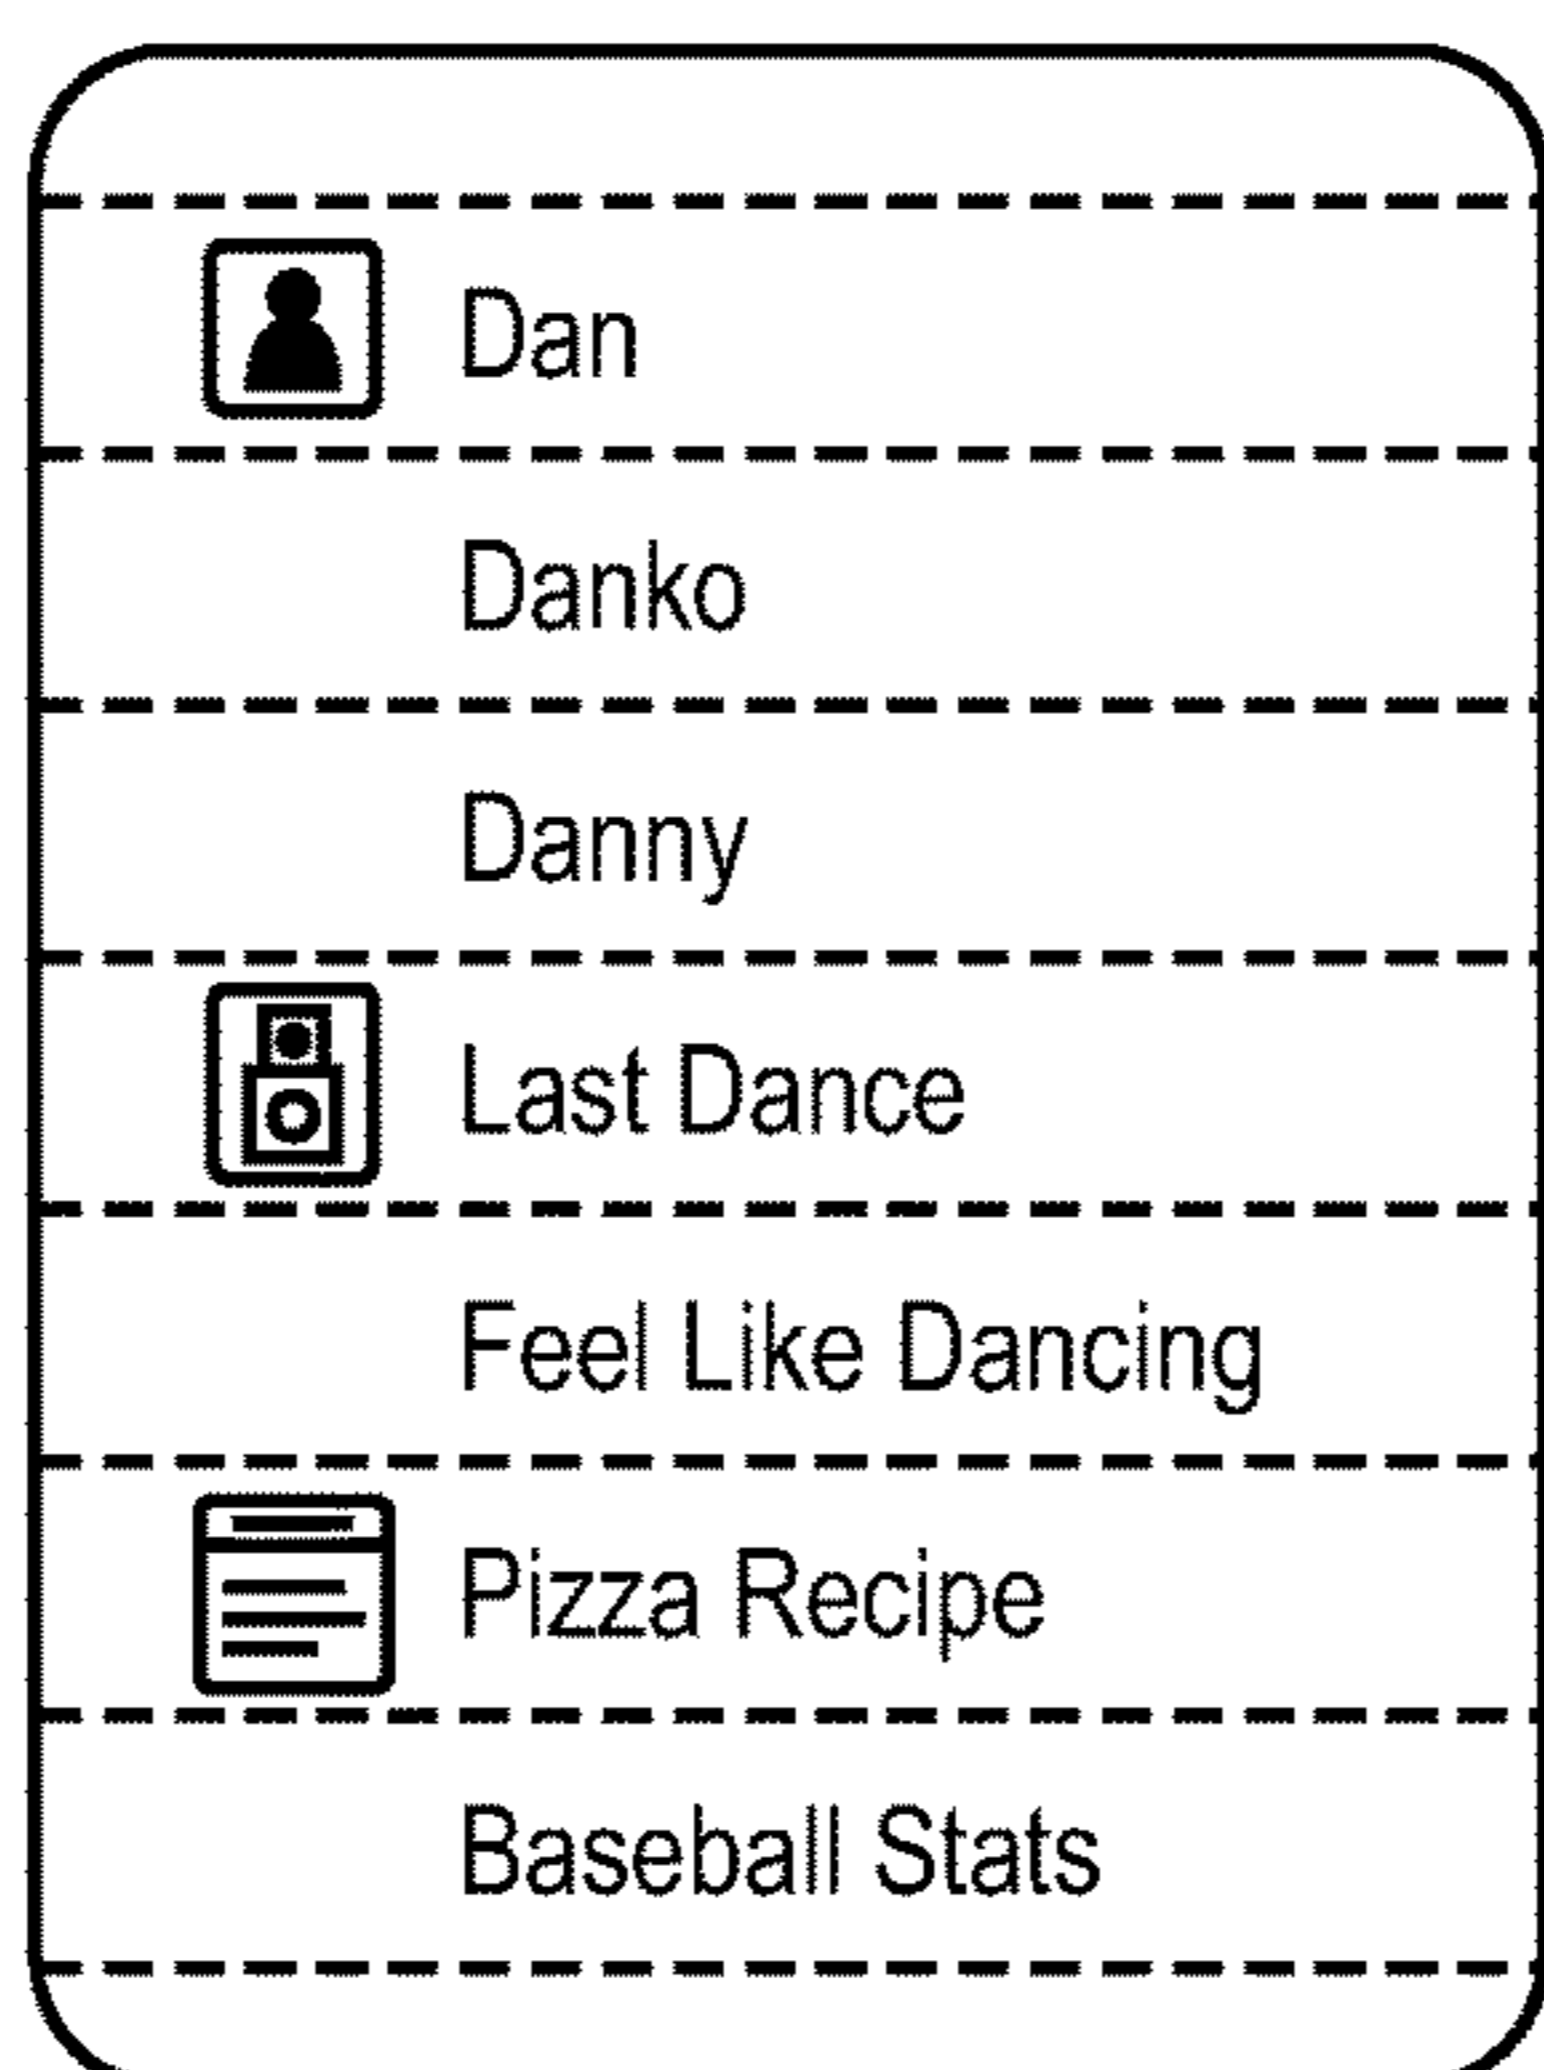 Dan
Danko
Danny
Last Dance
Feel Like Dancing
Pizza Recipe
Baseball Stats